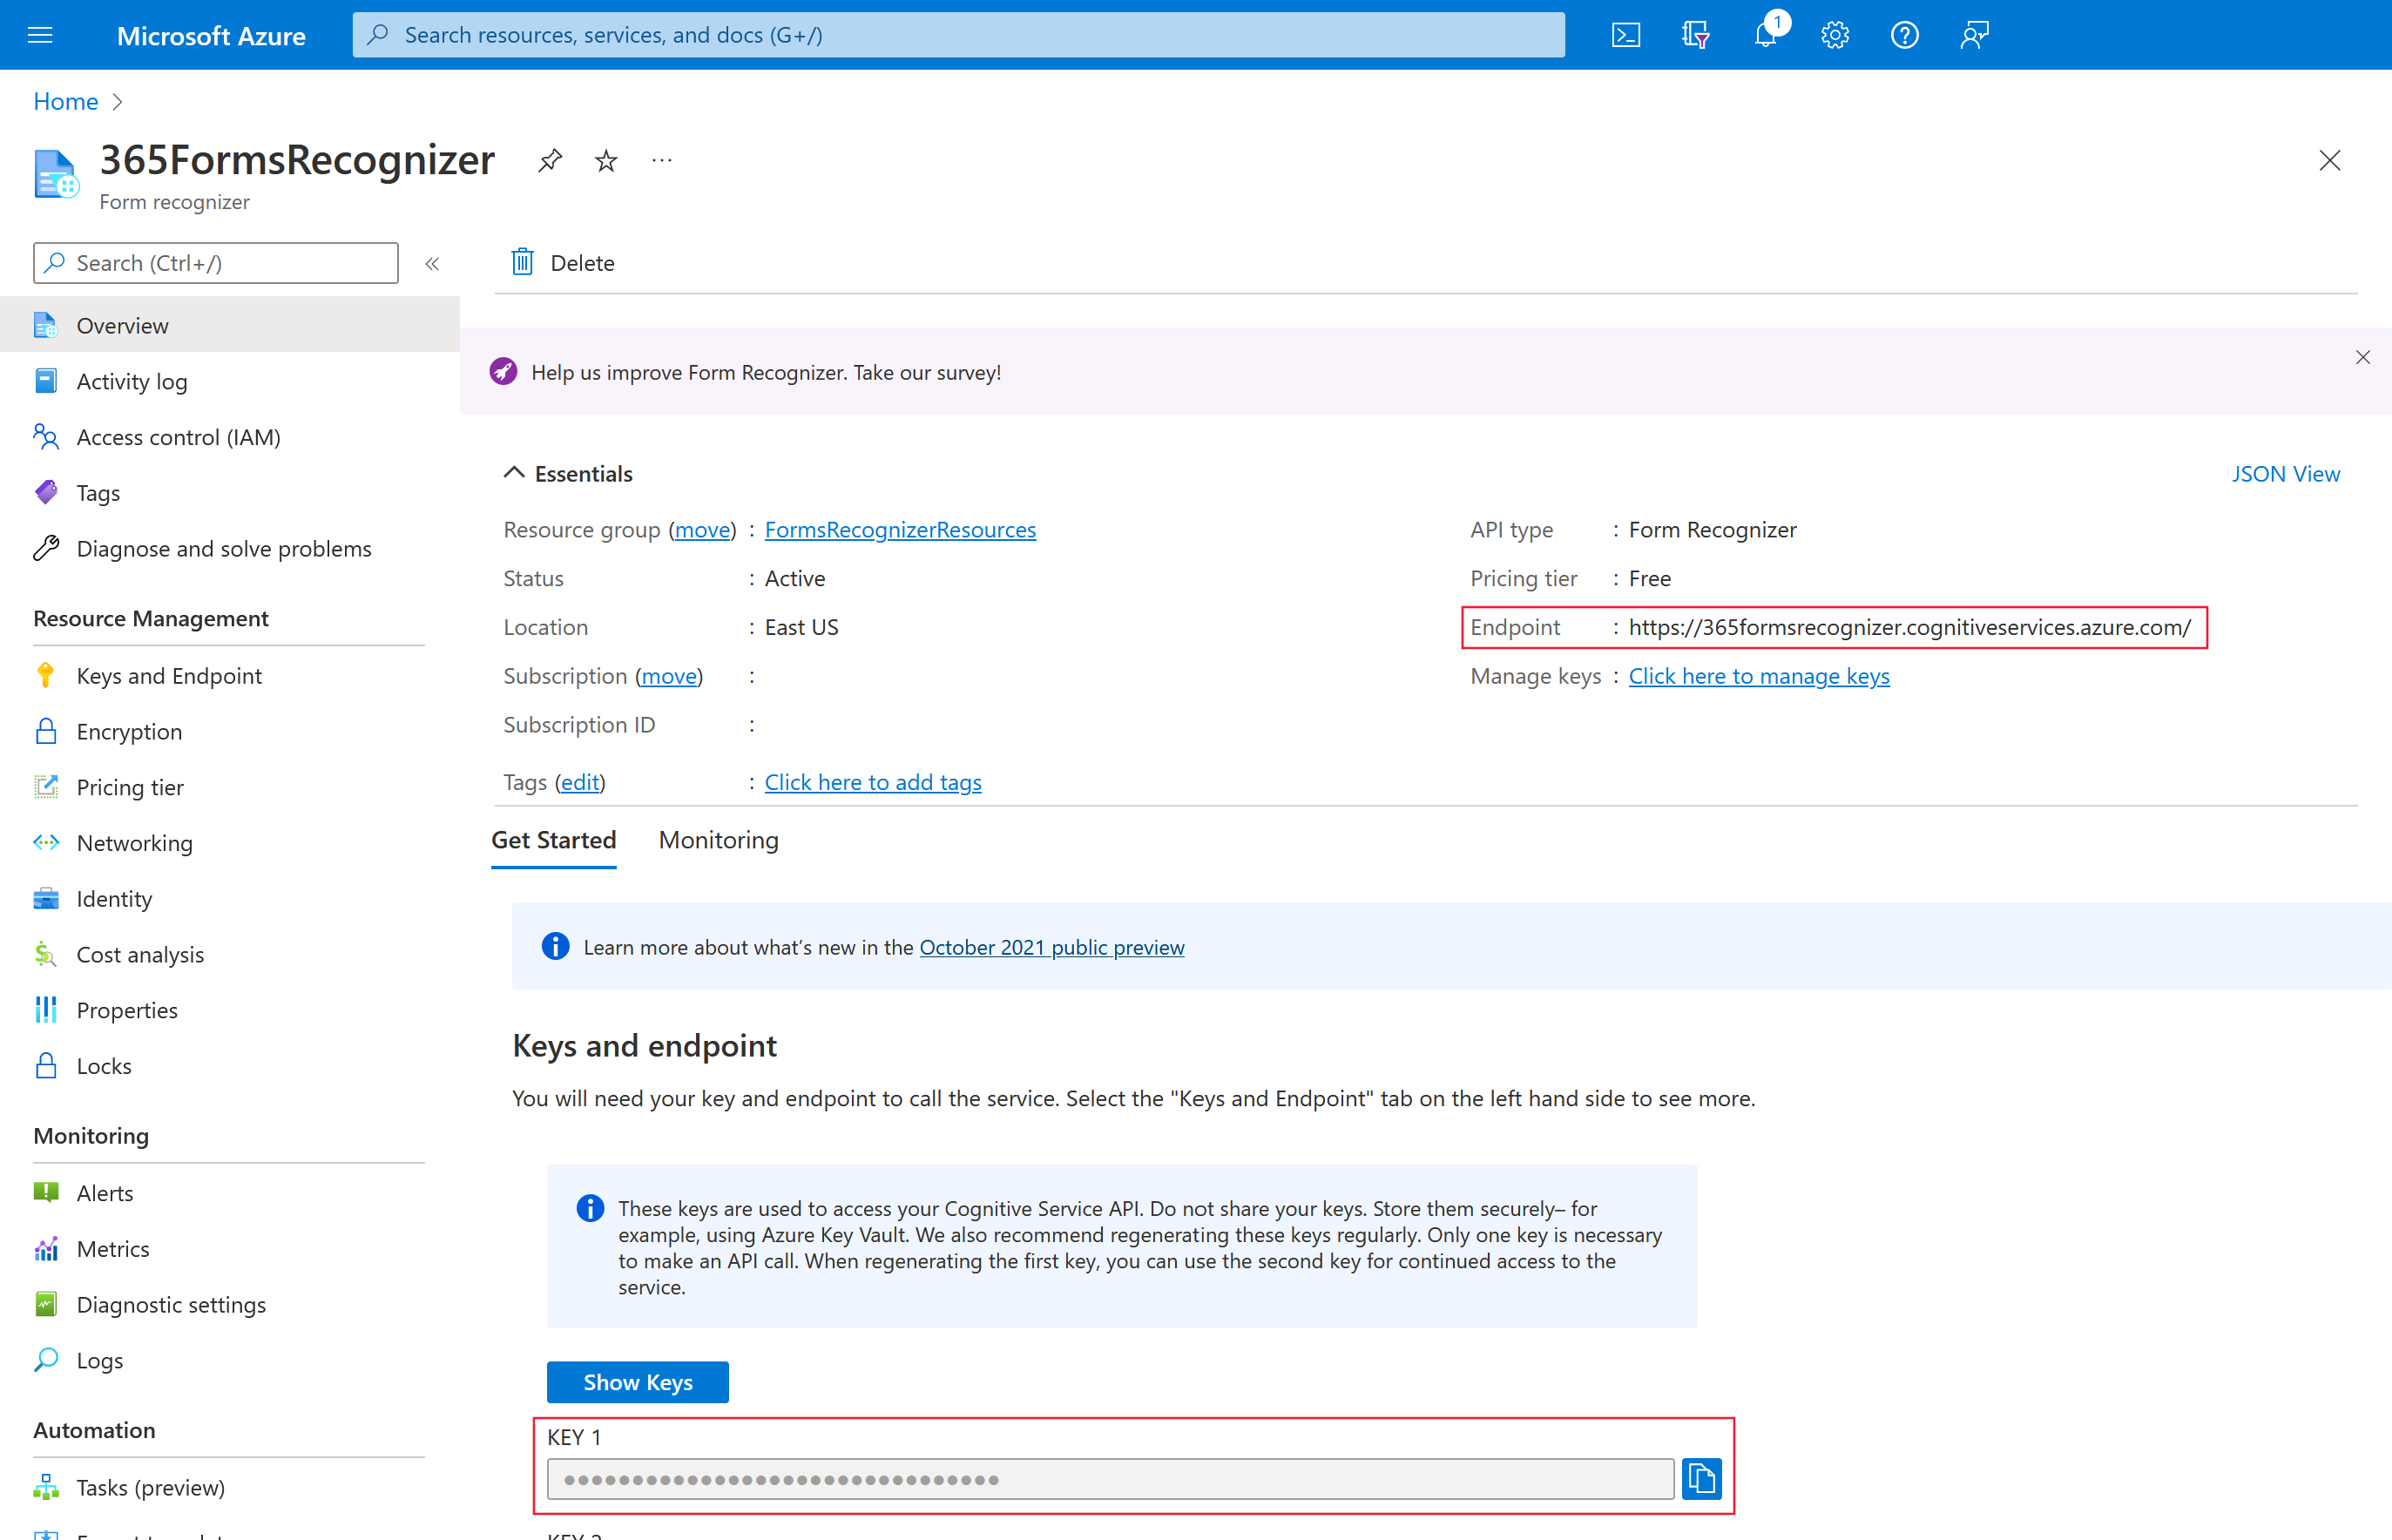 Microsoft Azure
Search resources, services, and docs (G+/)
1
Home
365FormsRecognizer
Form recognizer
Search (Ctrl+/)
Delete
Overview
Activity log
Access control (IAM)
Tags
Diagnose and solve problems
Resource Management
Keys and Endpoint
Encryption
Pricing tier
Networking
Identity
Cost analysis
Properties
Locks
Monitoring
Alerts
Metrics
Diagnostic settings
Logs
Automation
Tasks (preview)
Help us improve Form Recognizer. Take our survey!
Essentials
JSON View
Resource group (move) : FormsRecognizerResources
Status : Active
Location : East US
Subscription (move) :
Subscription ID :
Tags (edit) : Click here to add tags
API type : Form Recognizer
Pricing tier : Free
Endpoint : https://365formsrecognizer.cognitiveservices.azure.com/
Manage keys : Click here to manage keys
Get Started Monitoring
Learn more about what’s new in the October 2021 public preview
Keys and endpoint
You will need your key and endpoint to call the service. Select the "Keys and Endpoint" tab on the left hand side to see more.
These keys are used to access your Cognitive Service API. Do not share your keys. Store them securely– for
example, using Azure Key Vault. We also recommend regenerating these keys regularly. Only one key is necessary
to make an API call. When regenerating the first key, you can use the second key for continued access to the
service.
Show Keys
KEY 1